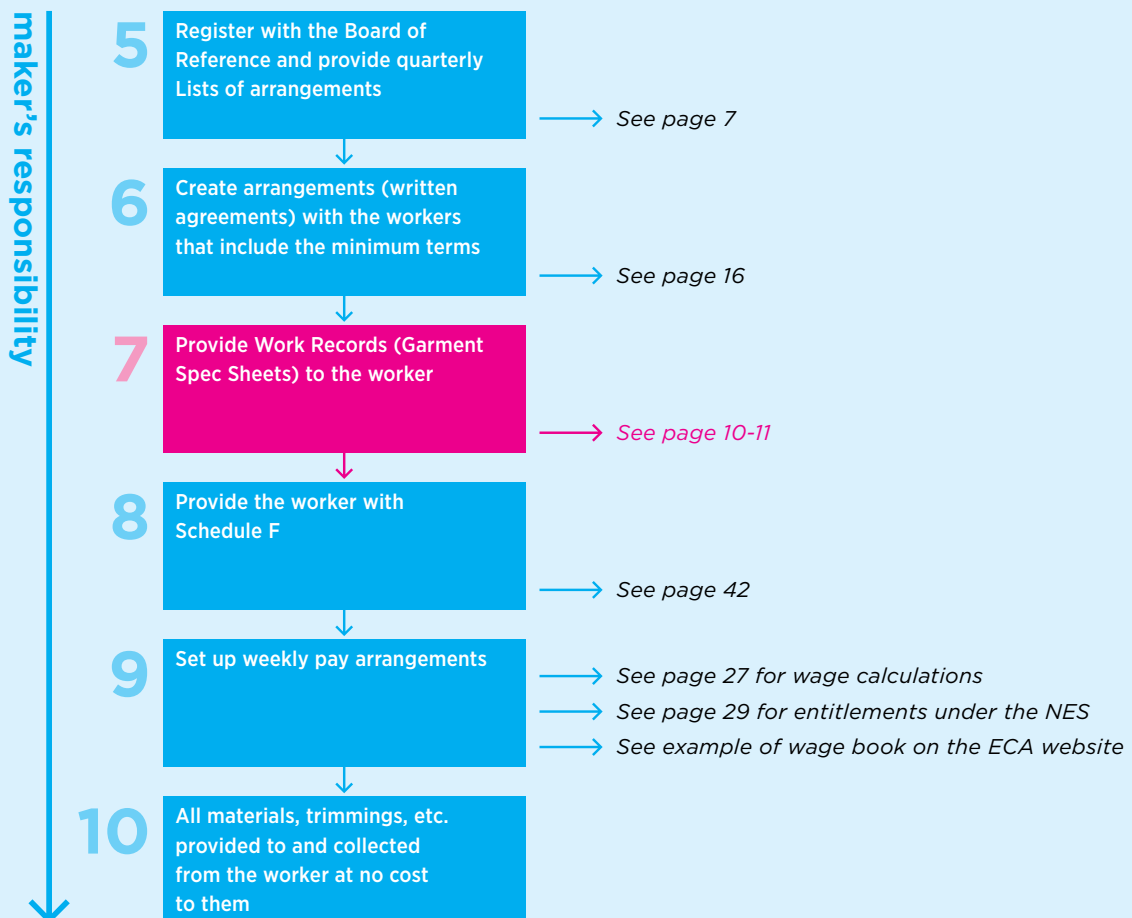 maker's responsibility
5
Register with the Board of
Reference and provide quarterly
Lists of arrangements
See page 7
6
Create arrangements (written
agreements) with the workers
that include the minimum terms
See page 16
7
Provide Work Records (Garment
Spec Sheets) to the worker
See page 10-11
8
Provide the worker with
Schedule F
See page 42
9
Set up weekly pay arrangements
See page 27 for wage calculations
See page 29 for entitlements under the NES
See example of wage book on the ECA website
10
All materials, trimmings, etc.
provided to and collected
from the worker at no cost
to them